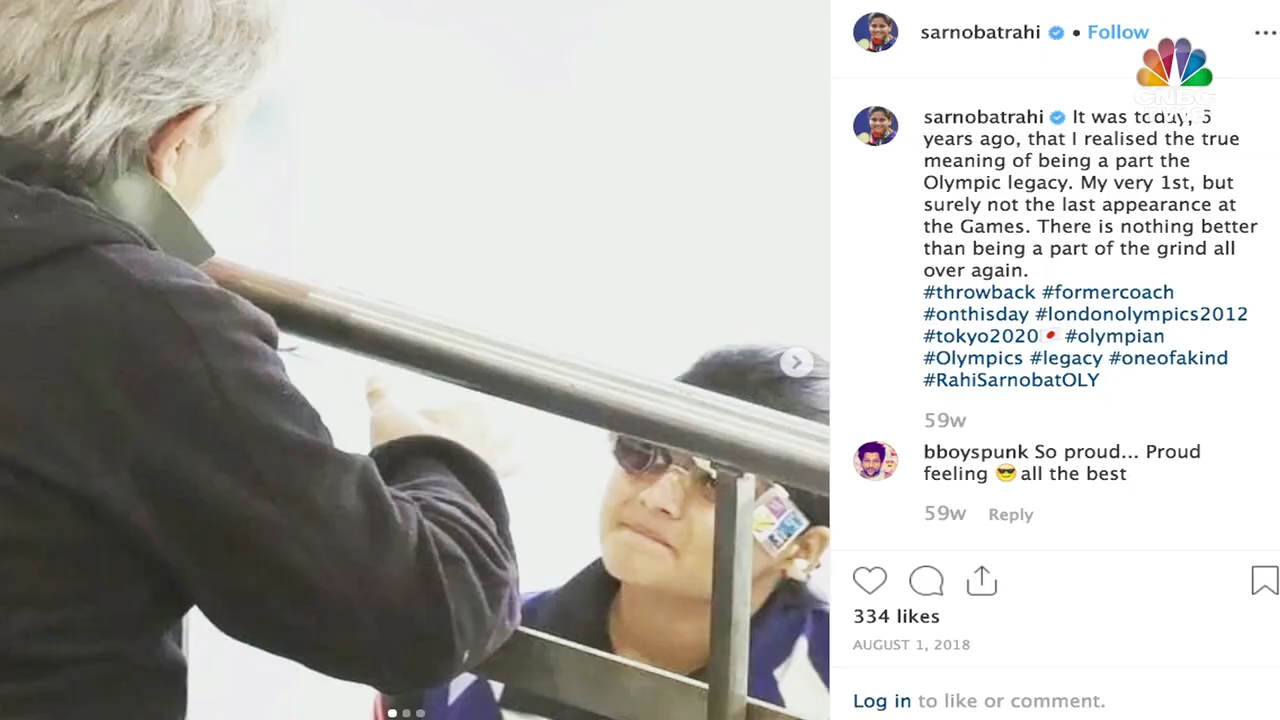 sarnobatrahi • Follow
CNBC
sarnobatrahi It was today, 6
years ago, that I realised the true
meaning of being a part the
Olympic legacy. My very 1st, but
surely not the last appearance at
the Games. There is nothing better
than being a part of the grind all
over again.
#throwback #formercoach
#onthisday #londonolympics2012
#tokyo2020🇯🇵 #olympian
#Olympics #legacy #oneofakind
#RahiSarnobatOLY
59w
bboyspunk So proud... Proud
feeling 😎 all the best
59w Reply
334 likes
AUGUST 1, 2018
Log in to like or comment.